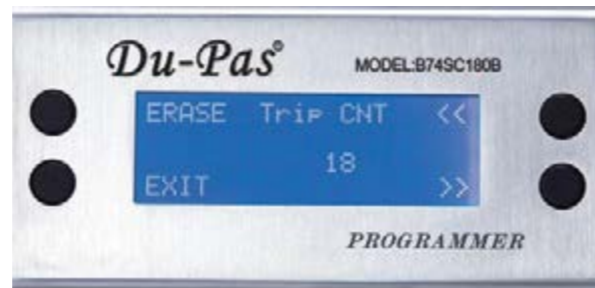 Du-Pas®
MODEL:B74SC180B
ERASE Trip CNT <<
18
EXIT >>
PROGRAMMER